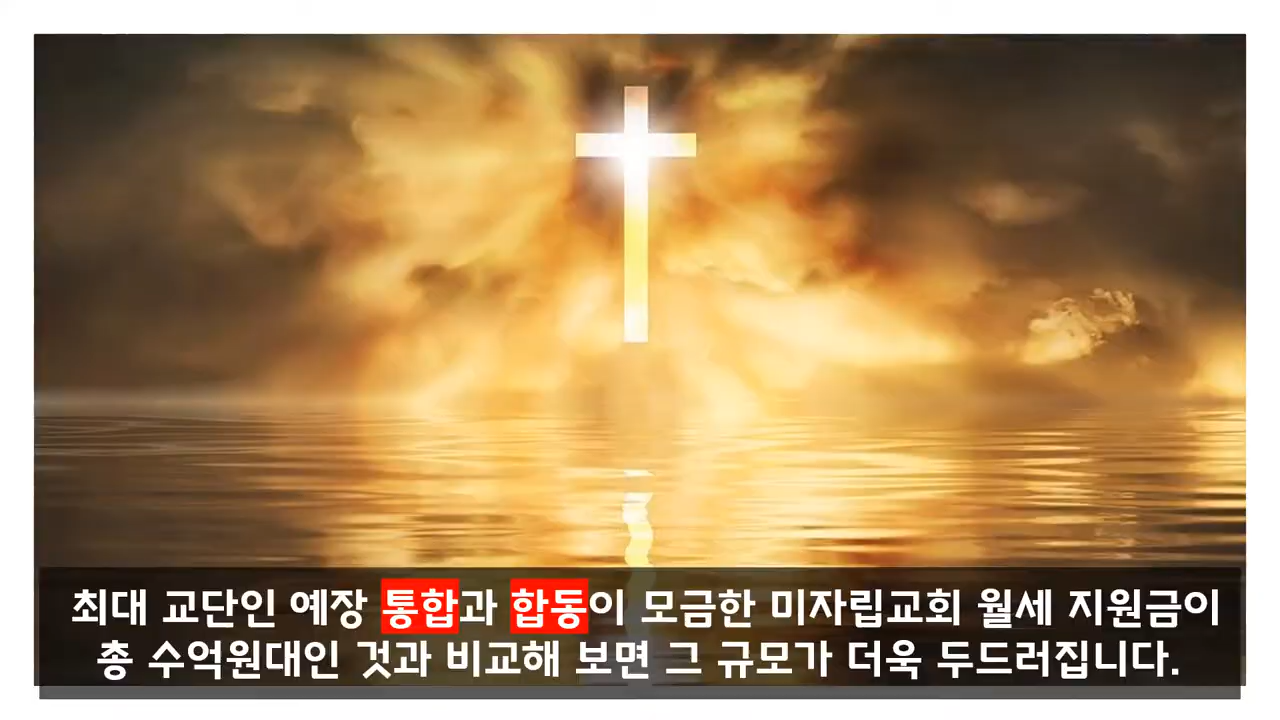 최대 교단인 예장 통합과 합동이 모금한 미자립교회 월세 지원금이
총 수억원대인 것과 비교해 보면 그 규모가 더욱 두드러집니다.